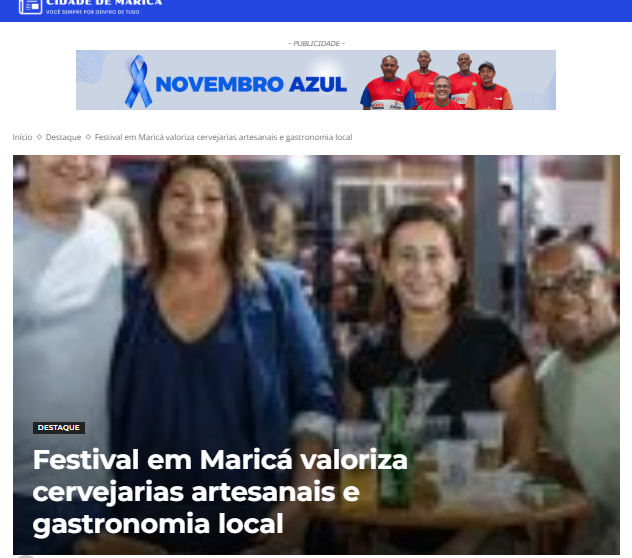 CIDADE DE MARICÁ
VOCÊ SEMPRE POR DENTRO DE TUDO
- PUBLICIDADE -
NOVEMBRO AZUL
Início ◇ Destaque ◇ Festival em Maricá valoriza cervejarias artesanais e gastronomia local
DESTAQUE
Festival em Maricá valoriza
cervejarias artesanais e
gastronomia local